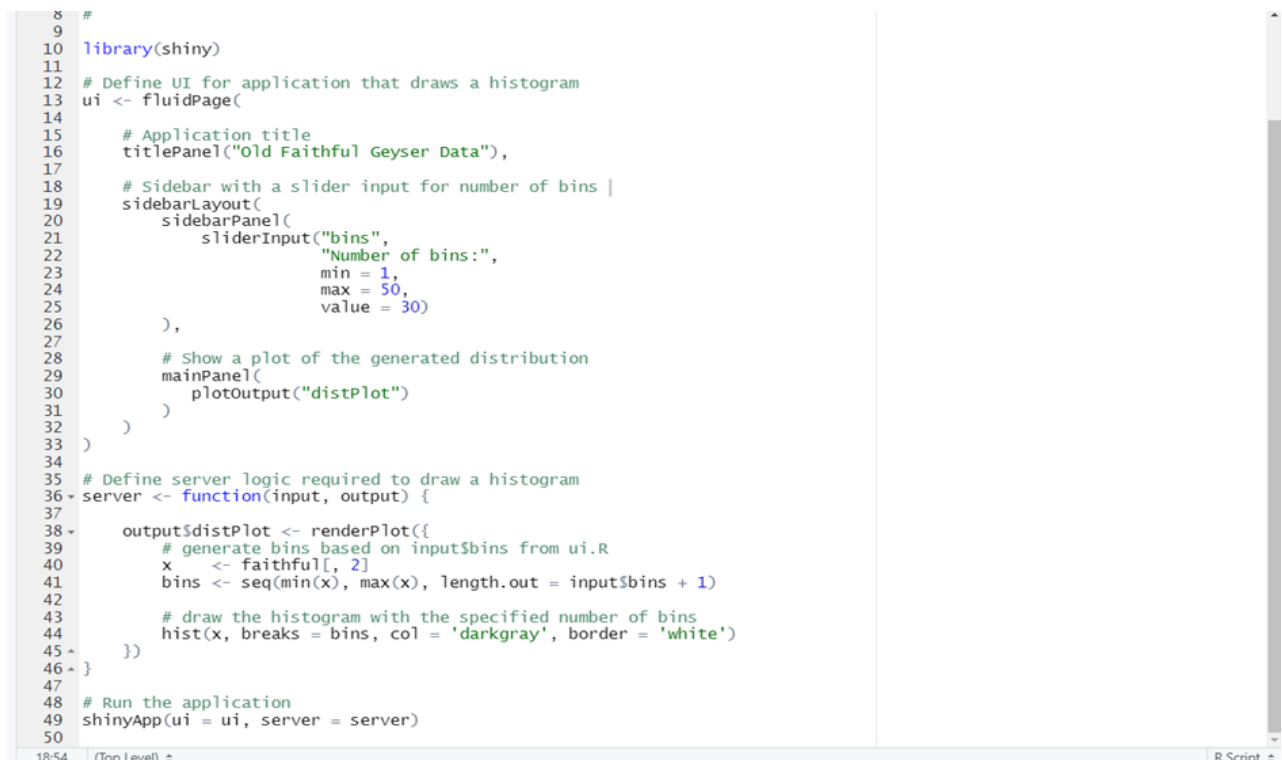 8 #
9
10 library(shiny)
11
12 # Define UI for application that draws a histogram
13 ui <- fluidPage(
14
15     # Application title
16     titlePanel("Old Faithful Geyser Data"),
17
18     # Sidebar with a slider input for number of bins
19     sidebarLayout(
20         sidebarPanel(
21             sliderInput("bins",
22                         "Number of bins:",
23                         min = 1,
24                         max = 50,
25                         value = 30)
26         ),
27
28         # Show a plot of the generated distribution
29         mainPanel(
30            plotOutput("distPlot")
31         )
32     )
33 )
34
35 # Define server logic required to draw a histogram
36 server <- function(input, output) {
37
38     output$distPlot <- renderPlot({
39         # generate bins based on input$bins from ui.R
40         x    <- faithful[, 2]
41         bins <- seq(min(x), max(x), length.out = input$bins + 1)
42
43         # draw the histogram with the specified number of bins
44         hist(x, breaks = bins, col = 'darkgray', border = 'white')
45     })
46 }
47
48 # Run the application
49 shinyApp(ui = ui, server = server)
50
18:54 (Top Level) R Script